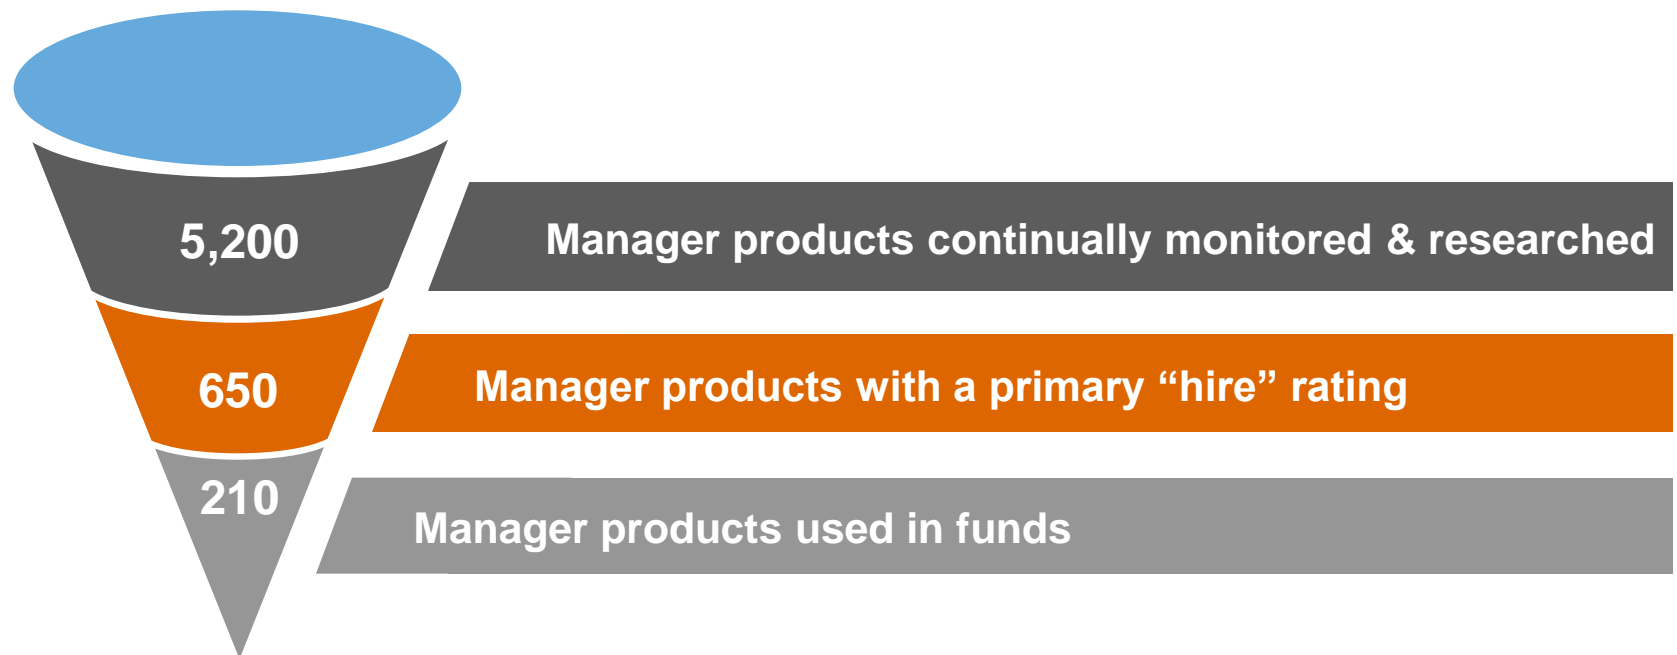 5,200
Manager products continually monitored & researched
650
Manager products with a primary “hire” rating
210
Manager products used in funds